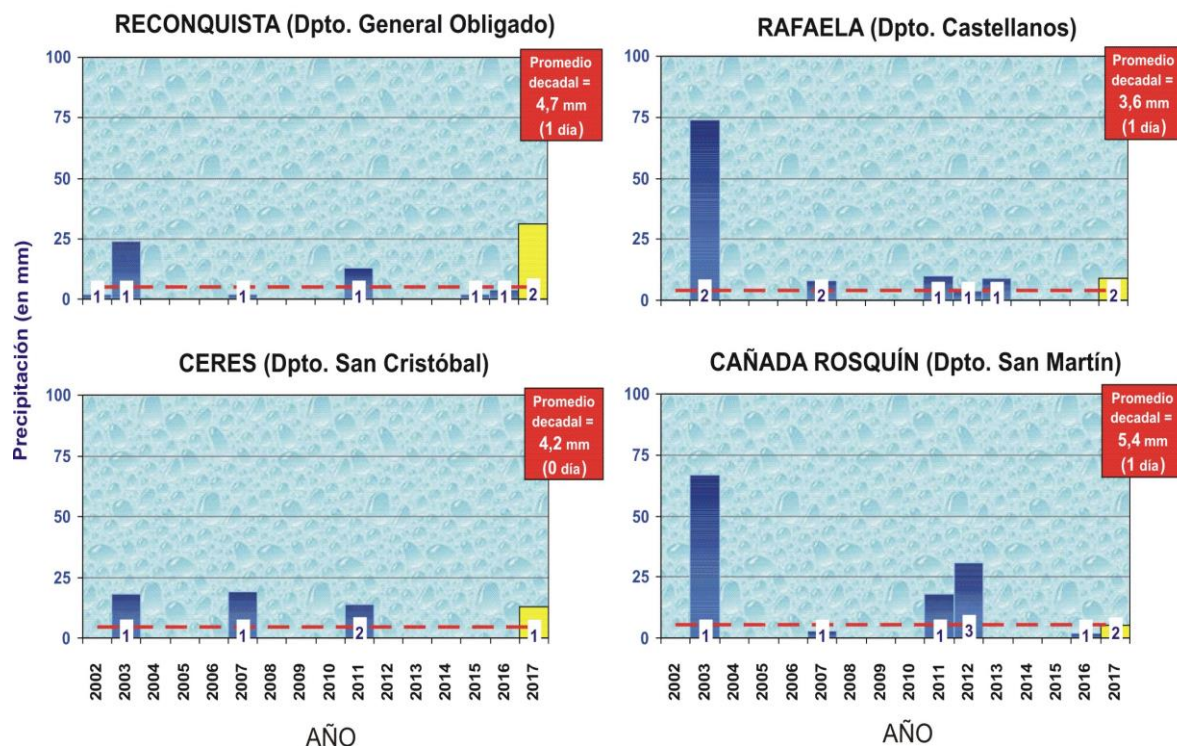 RECONQUISTA (Dpto. General Obligado)
Promedio
decadal =
4,7 mm
(1 día)
100
75
50
25
0
1 1 1 1 1 1 2
RAFAELA (Dpto. Castellanos)
Promedio
decadal =
3,6 mm
(1 día)
100
75
50
25
0
2 2 1 1 1 2
Precipitación (en mm)
CERES (Dpto. San Cristóbal)
Promedio
decadal =
4,2 mm
(0 día)
100
75
50
25
0
1 1 2 1
2002 2003 2004 2005 2006 2007 2008 2009 2010 2011 2012 2013 2014 2015 2016 2017
AÑO
CAÑADA ROSQUÍN (Dpto. San Martín)
Promedio
decadal =
5,4 mm
(1 día)
100
75
50
25
0
1 1 1 3 1 2
2002 2003 2004 2005 2006 2007 2008 2009 2010 2011 2012 2013 2014 2015 2016 2017
AÑO